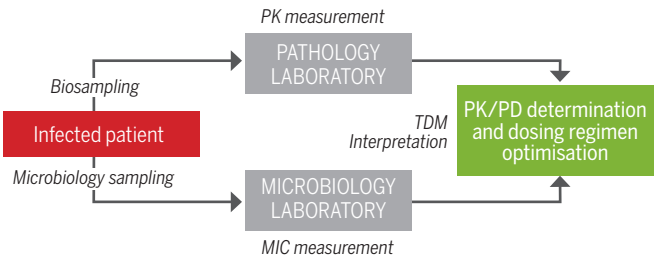 PK measurement
PATHOLOGY
LABORATORY
Biosampling
Infected patient
Microbiology sampling
TDM
Interpretation
PK/PD determination
and dosing regimen
optimisation
MICROBIOLOGY
LABORATORY
MIC measurement